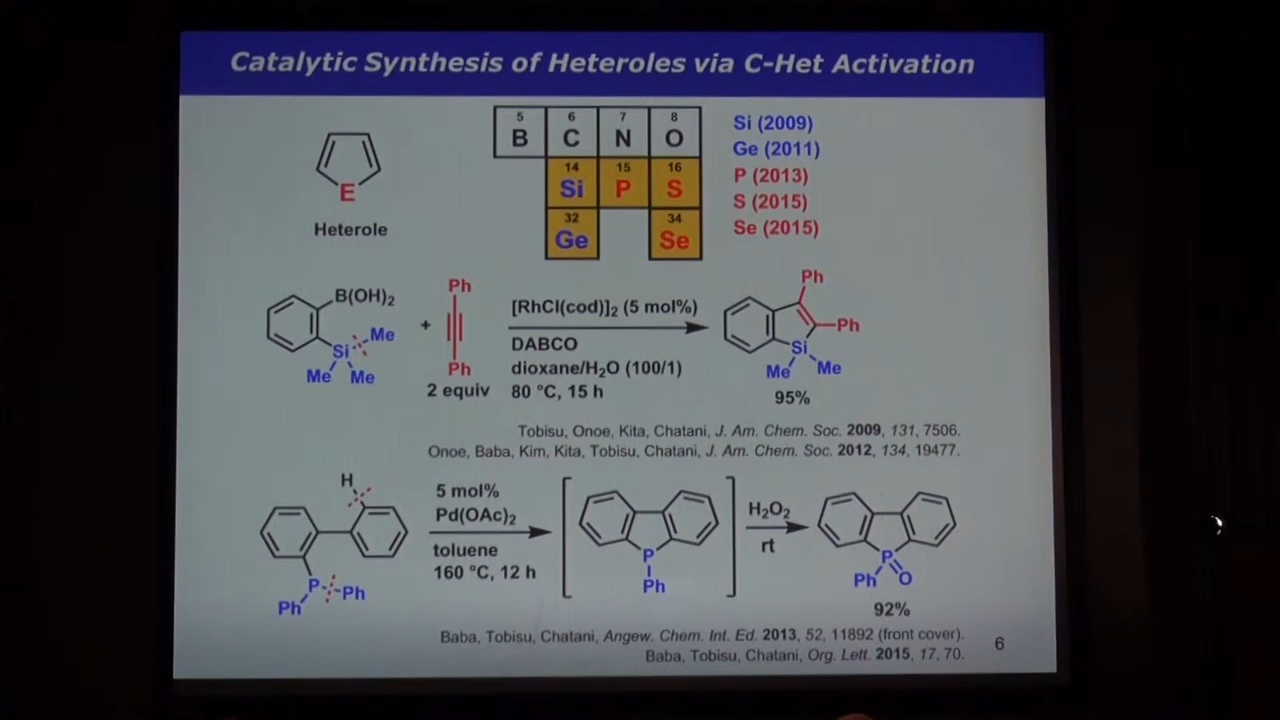 Catalytic Synthesis of Heteroles via C-Het Activation
E
Heterole
5 6 7 8
B C N O
14 15 16
Si P S
32 34
Ge Se
Si (2009)
Ge (2011)
P (2013)
S (2015)
Se (2015)
B(OH)2
Si Me
Me Me
+
Ph
Ph
2 equiv
[RhCl(cod)]2 (5 mol%)
DABCO
dioxane/H2O (100/1)
80 °C, 15 h
Ph
Ph
Si
Me Me
95%
Tobisu, Onoe, Kita, Chatani, J. Am. Chem. Soc. 2009, 131, 7506.
Onoe, Baba, Kim, Kita, Tobisu, Chatani, J. Am. Chem. Soc. 2012, 134, 19477.
H
P Ph
Ph
5 mol%
Pd(OAc)2
toluene
160 °C, 12 h
P
Ph
H2O2
rt
P
Ph O
92%
Baba, Tobisu, Chatani, Angew. Chem. Int. Ed. 2013, 52, 11892 (front cover).
Baba, Tobisu, Chatani, Org. Lett. 2015, 17, 70.
6